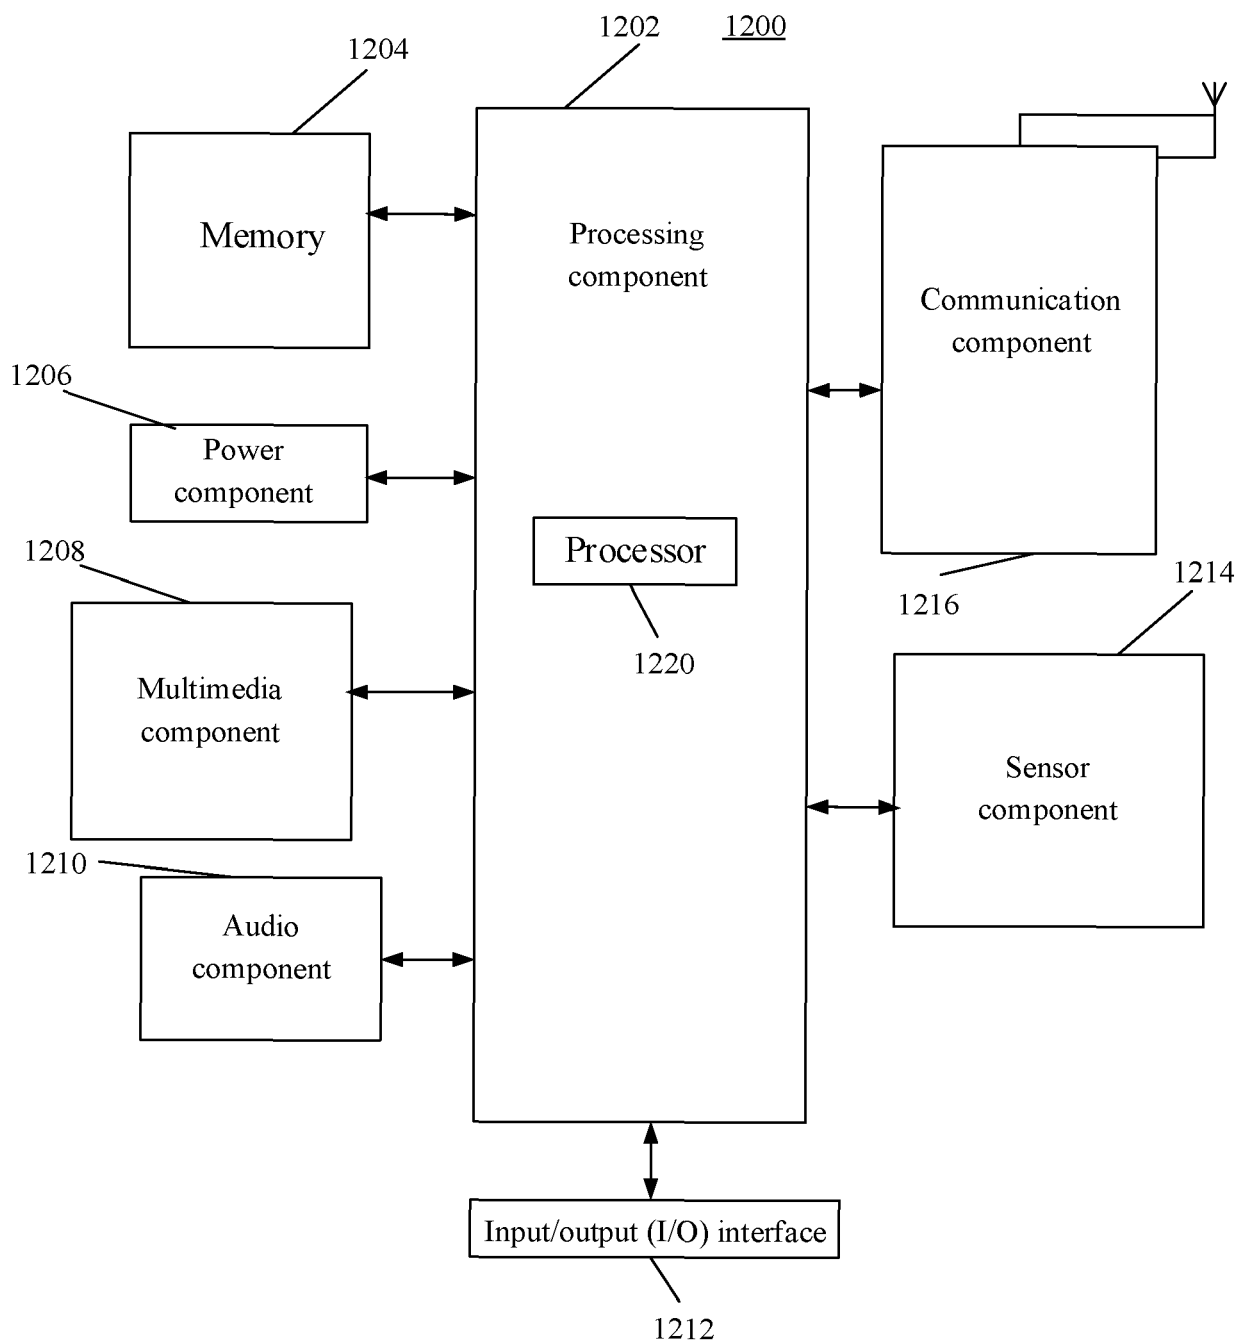 1202
1200
1204
Memory
Processing
component
Communication
component
1206
Power
component
1208
Processor
1216
1214
1220
Multimedia
component
Sensor
component
1210
Audio
component
Input/output (I/O) interface
1212